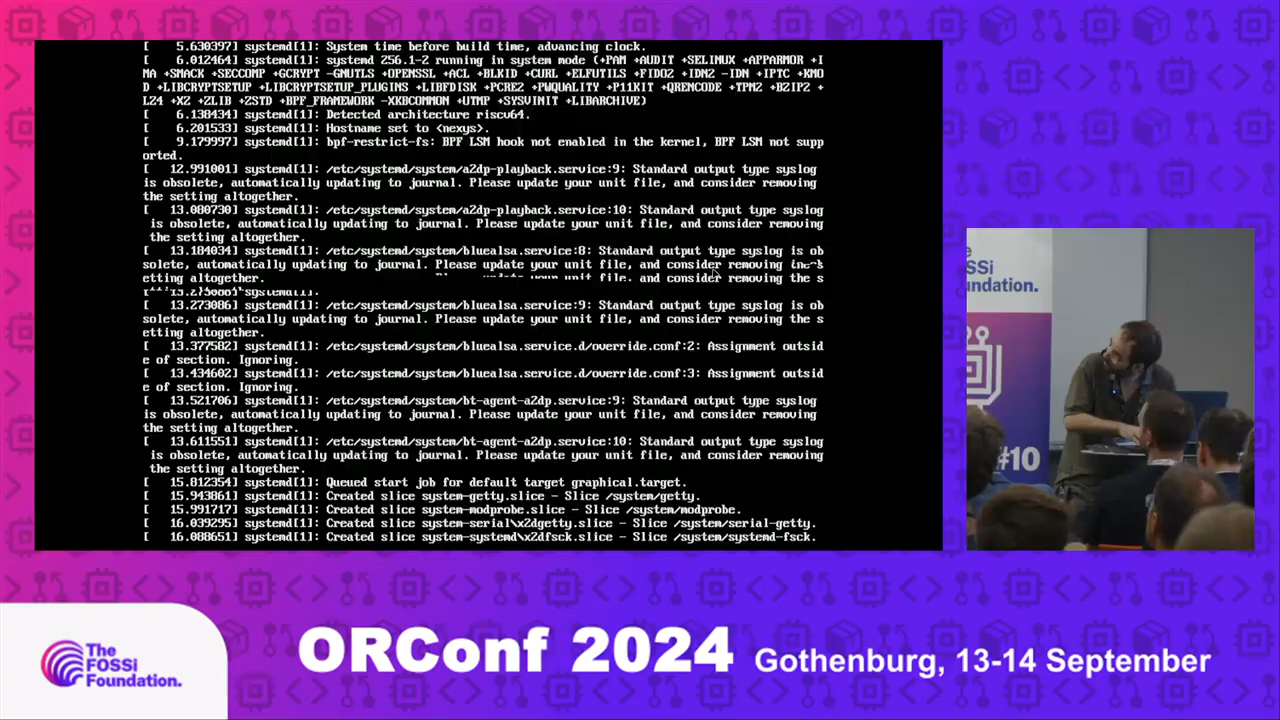 [    5.630397] systemd[1]: System time before build time, advancing clock.
[    6.012464] systemd[1]: systemd 256.1-2 running in system mode (+PAM +AUDIT +SELINUX +APPARMOR +I
MA +SMACK +SECCOMP +GCRYPT -GNUTLS +OPENSSL +ACL +BLKID +CURL +ELFUTILS +FIDO2 +IDN2 -IDN +IPTC +KMO
D +LIBCRYPTSETUP +LIBCRYPTSETUP_PLUGINS +LIBFDISK +PCRE2 +PWQUALITY +P11KIT +QRENCODE +TPM2 +BZIP2 +
LZ4 +XZ +ZLIB +ZSTD +BPF_FRAMEWORK -XKBCOMMON +UTMP +SYSVINIT +LIBARCHIVE)
[    6.138434] systemd[1]: Detected architecture riscv64.
[    6.201533] systemd[1]: Hostname set to <nexys>.
[    9.179997] systemd[1]: bpf-restrict-fs: BPF LSM hook not enabled in the kernel, BPF LSM not supp
orted.
[   12.991001] systemd[1]: /etc/systemd/system/a2dp-playback.service:9: Standard output type syslog
is obsolete, automatically updating to journal. Please update your unit file, and consider removing
the setting altogether.
[   13.080730] systemd[1]: /etc/systemd/system/a2dp-playback.service:10: Standard output type syslog
 is obsolete, automatically updating to journal. Please update your unit file, and consider removing
 the setting altogether.
[   13.184034] systemd[1]: /etc/systemd/system/bluealsa.service:8: Standard output type syslog is ob
solete, automatically updating to journal. Please update your unit file, and consider removing
etting altogether. update your unit file, and consider removing the s
[   13.273086] systemd[1]: /etc/systemd/system/bluealsa.service:9: Standard output type syslog is ob
solete, automatically updating to journal. Please update your unit file, and consider removing the s
etting altogether.
[   13.377582] systemd[1]: /etc/systemd/system/bluealsa.service.d/override.conf:2: Assignment outsid
e of section. Ignoring.
[   13.434602] systemd[1]: /etc/systemd/system/bluealsa.service.d/override.conf:3: Assignment outsid
e of section. Ignoring.
[   13.521706] systemd[1]: /etc/systemd/system/bt-agent-a2dp.service:9: Standard output type syslog
is obsolete, automatically updating to journal. Please update your unit file, and consider removing
the setting altogether.
[   13.611551] systemd[1]: /etc/systemd/system/bt-agent-a2dp.service:10: Standard output type syslog
 is obsolete, automatically updating to journal. Please update your unit file, and consider removing
 the setting altogether.
[   15.812354] systemd[1]: Queued start job for default target graphical.target.
[   15.943861] systemd[1]: Created slice system-getty.slice - Slice /system/getty.
[   15.991717] systemd[1]: Created slice system-modprobe.slice - Slice /system/modprobe.
[   16.039295] systemd[1]: Created slice system-serial\x2dgetty.slice - Slice /system/serial-getty.
[   16.088651] systemd[1]: Created slice system-systemd\x2dfsck.slice - Slice /system/systemd-fsck.
#10
The
FOSSi
Foundation.
ORConf 2024 Gothenburg, 13-14 September